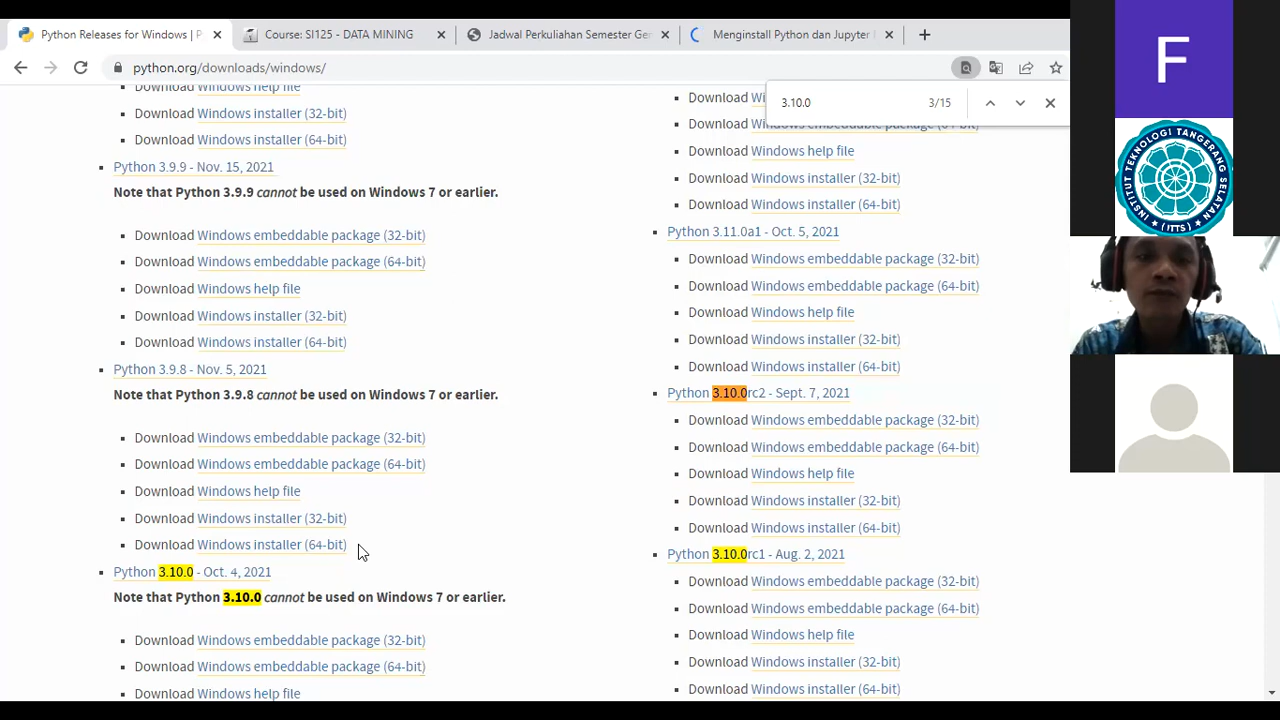 Python Releases for Windows | P
Course: SI125 - DATA MINING
Jadwal Perkuliahan Semester Ge
Menginstall Python dan Jupyter
python.org/downloads/windows/
3.10.0
3/15
Download Windows help file
Download Windows installer (32-bit)
Download Windows installer (64-bit)
Python 3.9.9 - Nov. 15, 2021
Note that Python 3.9.9 cannot be used on Windows 7 or earlier.
Download Windows embeddable package (32-bit)
Download Windows embeddable package (64-bit)
Download Windows help file
Download Windows installer (32-bit)
Download Windows installer (64-bit)
Python 3.9.8 - Nov. 5, 2021
Note that Python 3.9.8 cannot be used on Windows 7 or earlier.
Download Windows embeddable package (32-bit)
Download Windows embeddable package (64-bit)
Download Windows help file
Download Windows installer (32-bit)
Download Windows installer (64-bit)
Python 3.10.0 - Oct. 4, 2021
Note that Python 3.10.0 cannot be used on Windows 7 or earlier.
Download Windows embeddable package (32-bit)
Download Windows embeddable package (64-bit)
Download Windows help file
Download Wi
Download Windows embeddable package (64-bit)
Download Windows help file
Download Windows installer (32-bit)
Download Windows installer (64-bit)
Python 3.11.0a1 - Oct. 5, 2021
Download Windows embeddable package (32-bit)
Download Windows embeddable package (64-bit)
Download Windows help file
Download Windows installer (32-bit)
Download Windows installer (64-bit)
Python 3.10.0rc2 - Sept. 7, 2021
Download Windows embeddable package (32-bit)
Download Windows embeddable package (64-bit)
Download Windows help file
Download Windows installer (32-bit)
Download Windows installer (64-bit)
Python 3.10.0rc1 - Aug. 2, 2021
Download Windows embeddable package (32-bit)
Download Windows embeddable package (64-bit)
Download Windows help file
Download Windows installer (32-bit)
Download Windows installer (64-bit)
F
INSTITUT TEKNOLOGI TANGERANG SELATAN
(ITTS)